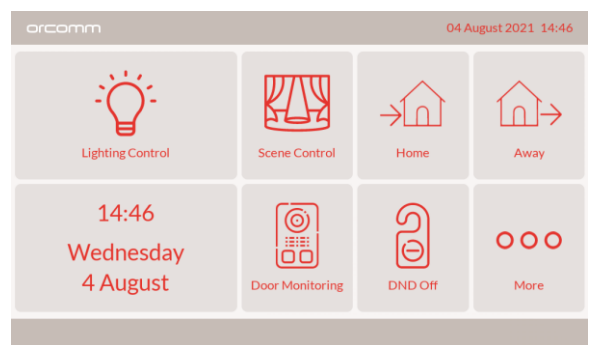 orcomm
04 August 2021 14:46
Lighting Control
Scene Control
Home
Away
14:46
Wednesday
4 August
Door Monitoring
DND Off
More